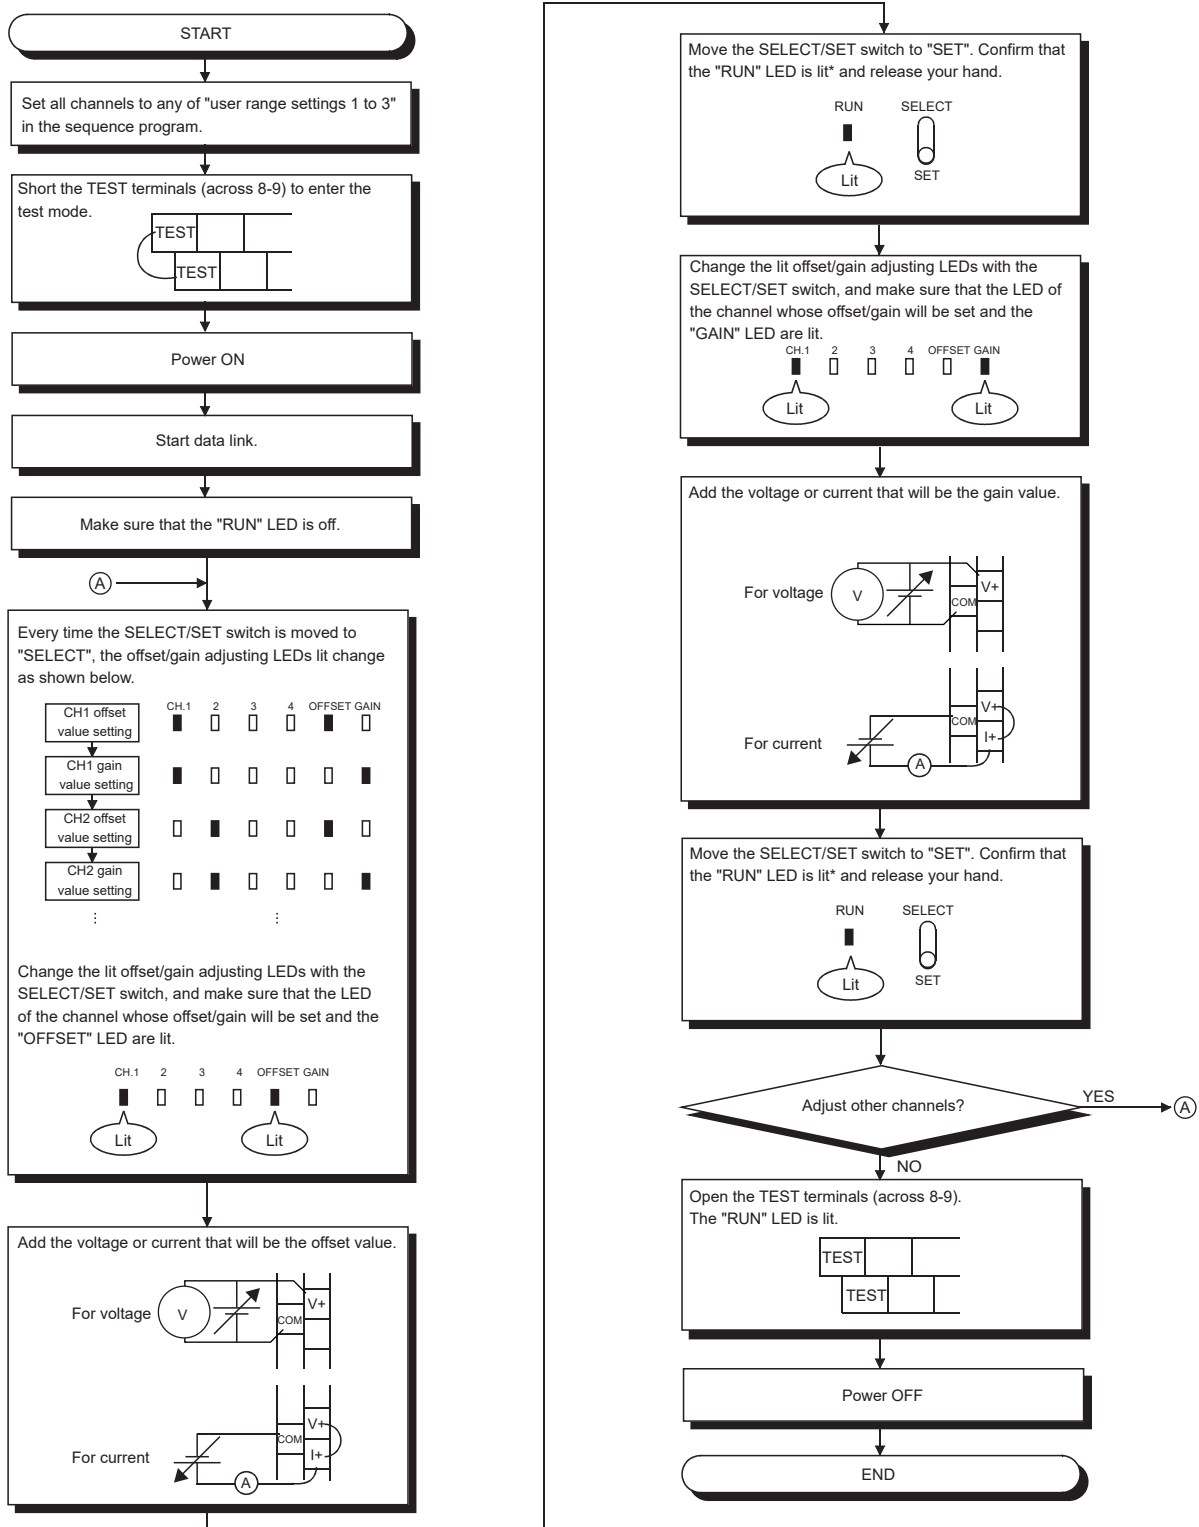 START
Set all channels to any of "user range settings 1 to 3"
in the sequence program.
Short the TEST terminals (across 8-9) to enter the
test mode.
TEST
TEST
Power ON
Start data link.
Make sure that the "RUN" LED is off.
A
Every time the SELECT/SET switch is moved to
"SELECT", the offset/gain adjusting LEDs lit change
as shown below.
CH.1 2 3 4 OFFSET GAIN
CH1 offset
value setting
CH1 gain
value setting
CH2 offset
value setting
CH2 gain
value setting
⋮ ⋮
Change the lit offset/gain adjusting LEDs with the
SELECT/SET switch, and make sure that the LED
of the channel whose offset/gain will be set and the
"OFFSET" LED are lit.
CH.1 2 3 4 OFFSET GAIN
Lit Lit
Add the voltage or current that will be the offset value.
For voltage V COM V+
For current A COM V+ I+
Move the SELECT/SET switch to "SET". Confirm that
the "RUN" LED is lit* and release your hand.
RUN SELECT
Lit SET
Change the lit offset/gain adjusting LEDs with the
SELECT/SET switch, and make sure that the LED of
the channel whose offset/gain will be set and the
"GAIN" LED are lit.
CH.1 2 3 4 OFFSET GAIN
Lit Lit
Add the voltage or current that will be the gain value.
For voltage V COM V+
For current A COM V+ I+
Move the SELECT/SET switch to "SET". Confirm that
the "RUN" LED is lit* and release your hand.
RUN SELECT
Lit SET
Adjust other channels? YES A
NO
Open the TEST terminals (across 8-9).
The "RUN" LED is lit.
TEST
TEST
Power OFF
END